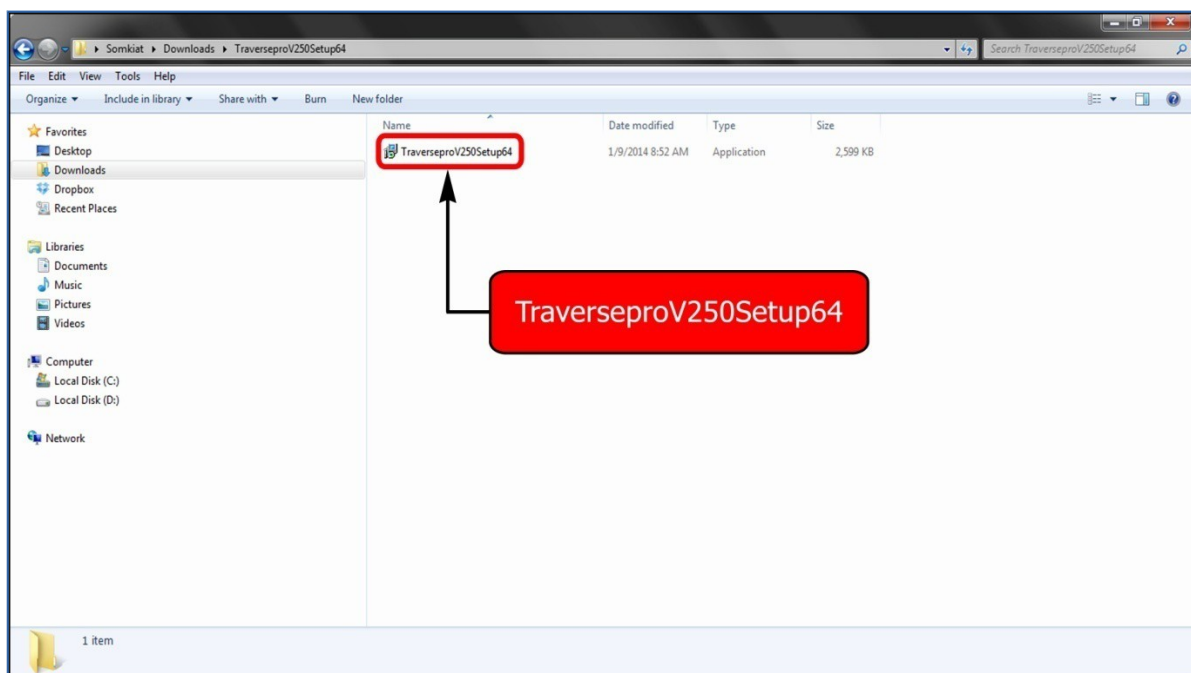 Somkiat ▸ Downloads ▸ TraverseproV250Setup64
Search TraverseproV250Setup64
File Edit View Tools Help
Organize Include in library Share with Burn New folder
Name Date modified Type Size
TraverseproV250Setup64 1/9/2014 8:52 AM Application 2,599 KB
Favorites
Desktop
Downloads
Dropbox
Recent Places
Libraries
Documents
Music
Pictures
Videos
Computer
Local Disk (C:)
Local Disk (D:)
Network
TraverseproV250Setup64
1 item